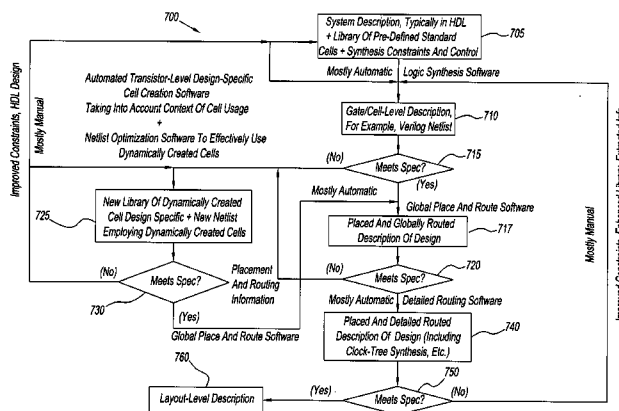 700
System Description, Typically in HDL
+ Library Of Pre-Defined Standard
Cells + Synthesis Constraints And Control
705
Mostly Automatic
Logic Synthesis Software
Automated Transistor-Level Design-Specific
Cell Creation Software
Taking Into Account Context Of Cell Usage
+
Netlist Optimization Software To Effectively Use
Dynamically Created Cells
Improved Constraints, HDL Design
Mostly Manual
Gate/Cell-Level Description,
For Example, Verilog Netlist
710
(No)
Meets Spec?
715
(Yes)
Mostly Automatic
Global Place And Route Software
725
New Library Of Dynamically Created
Cell Design Specific + New Netlist
Employing Dynamically Created Cells
Placed And Globally Routed
Description Of Design
717
(No)
Meets Spec?
730
(Yes)
Placement
And Routing
Information
Global Place And Route Software
(No)
Meets Spec?
720
Mostly Automatic
Detailed Routing Software
Placed And Detailed Routed
Description Of Design (Including
Clock-Tree Synthesis, Etc.)
740
760
Layout-Level Description
(Yes)
Meets Spec?
750
(No)
Mostly Manual